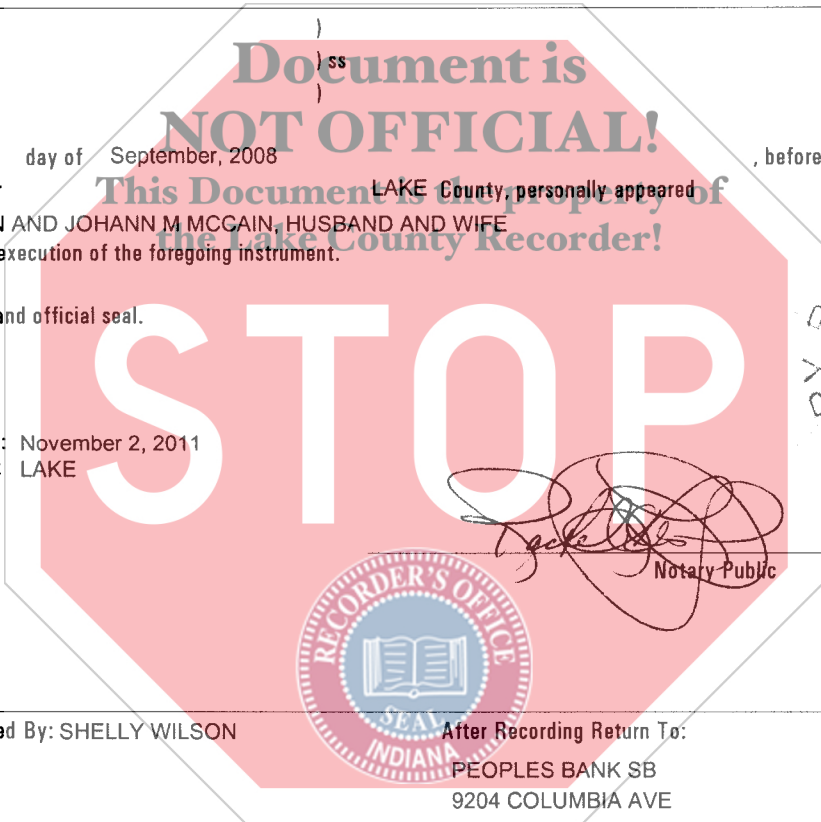 )
) ss
)
Document is
NOT OFFICIAL!
This Document is the property of
the Lake County Recorder!
STOP
day of September, 2008 , before
LAKE County, personally appeared
N AND JOHANN M MCGAIN, HUSBAND AND WIFE
execution of the foregoing instrument.
and official seal.
: November 2, 2011
: LAKE
Notary Public
RECORDER'S OFFICE
SEAL
INDIANA
ed By: SHELLY WILSON
After Recording Return To:
PEOPLES BANK SB
9204 COLUMBIA AVE